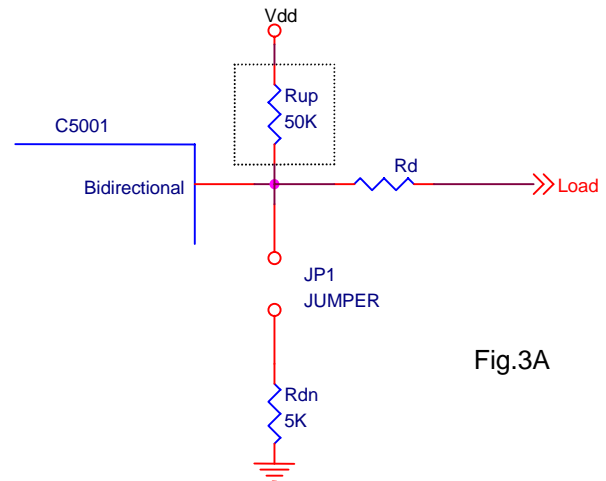 Vdd
Rup
50K
C5001
Rd
Bidirectional
Load
JP1
JUMPER
Fig.3A
Rdn
5K